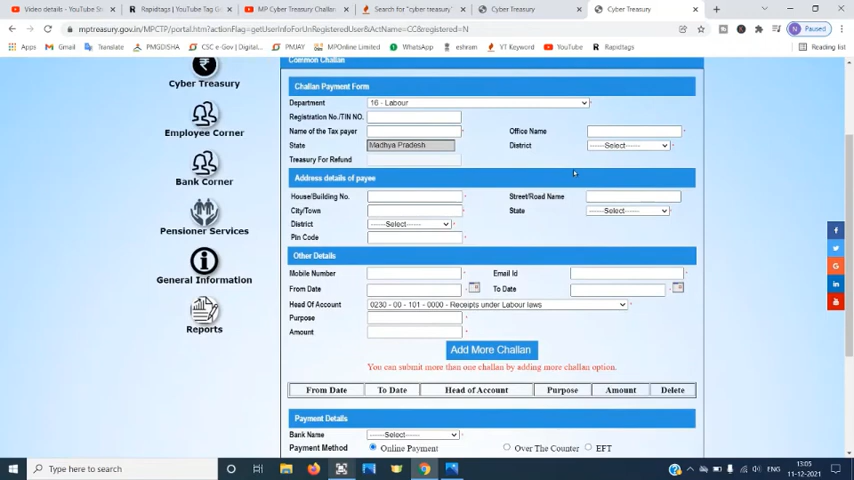 Video details - YouTube St
Rapidtags | YouTube Tag G
MP Cyber Treasury Challan
Search for "cyber treasury"
Cyber Treasury
Cyber Treasury
mptreasury.gov.in/MPCTP/portal.htm?actionFlag=getUserInfoForUnRegisteredUser&ActName=CC&registered=N
N Paused
Apps M Gmail Translate PMGDISHA CSC e-Gov | Digital... PMJAY MPOnline Limited WhatsApp eshram YT Keyword YouTube Rapidtags Reading list
Common Challan
Cyber Treasury
Employee Corner
Bank Corner
Pensioner Services
General Information
Reports
Challan Payment Form
Department 16 - Labour *
Registration No./TIN NO.
Name of the Tax payer * Office Name *
State Madhya Pradesh District ------Select------ *
Treasury For Refund
Address details of payee
House/Building No. * Street/Road Name *
City/Town * State ------Select------ *
District ------Select------ *
Pin Code *
Other Details
Mobile Number * Email Id *
From Date * To Date *
Head Of Account 0230 - 00 - 101 - 0000 - Receipts under Labour laws *
Purpose *
Amount *
Add More Challan
You can submit more than one challan by adding more challan option.
From Date To Date Head of Account Purpose Amount Delete
Payment Details
Bank Name ------Select------ *
Payment Method Online Payment Over The Counter EFT
Type here to search
ENG
13:05
11-12-2021